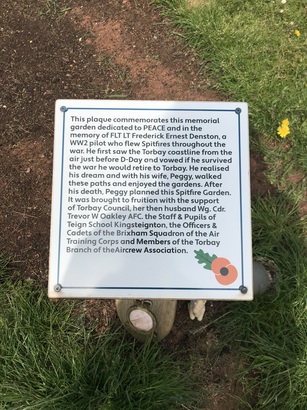 This plaque commemorates this memorial
garden dedicated to PEACE and in the
memory of FLT LT Frederick Ernest Denston, a
WW2 pilot who flew Spitfires throughout the
war. He first saw the Torbay coastline from the
air just before D-Day and vowed if he survived
the war he would retire to Torbay. He realised
his dream and with his wife, Peggy, walked
these paths and enjoyed the gardens. After
his death, Peggy planned this Spitfire Garden.
It was brought to fruition with the support
of Torbay Council, her then husband Wg. Cdr.
Trevor W Oakley AFC, the Staff & Pupils of
Teign School Kingsteignton, the Officers &
Cadets of the Brixham Squadron of the Air
Training Corps and Members of the Torbay
Branch of theAircrew Association.